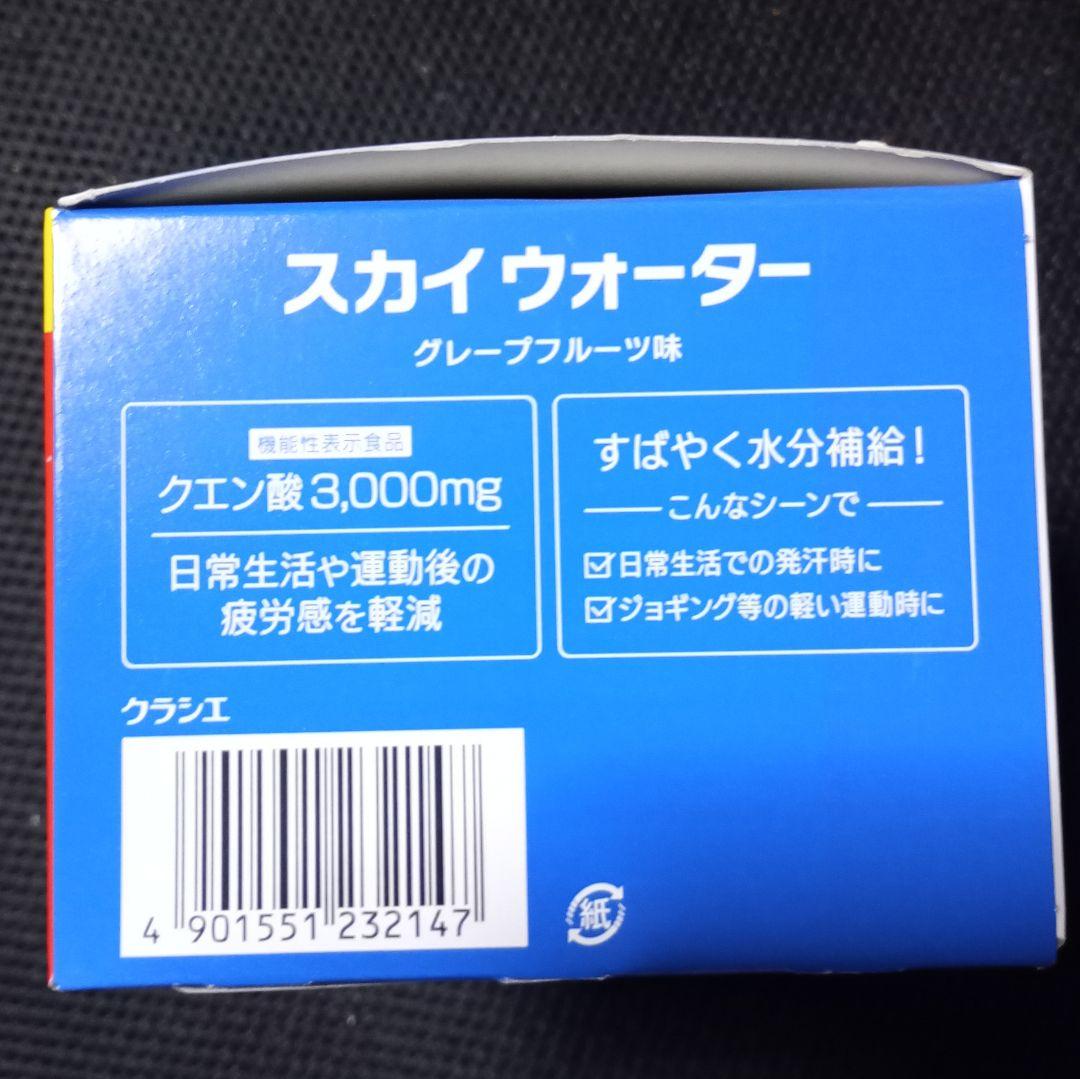 スカイウォーター
グレープフルーツ味
機能性表示食品
クエン酸3,000mg
日常生活や運動後の
疲労感を軽減
すばやく水分補給！
こんなシーンで
☑日常生活での発汗時に
☑ジョギング等の軽い運動時に
クラシエ
4 901551 232147
紙